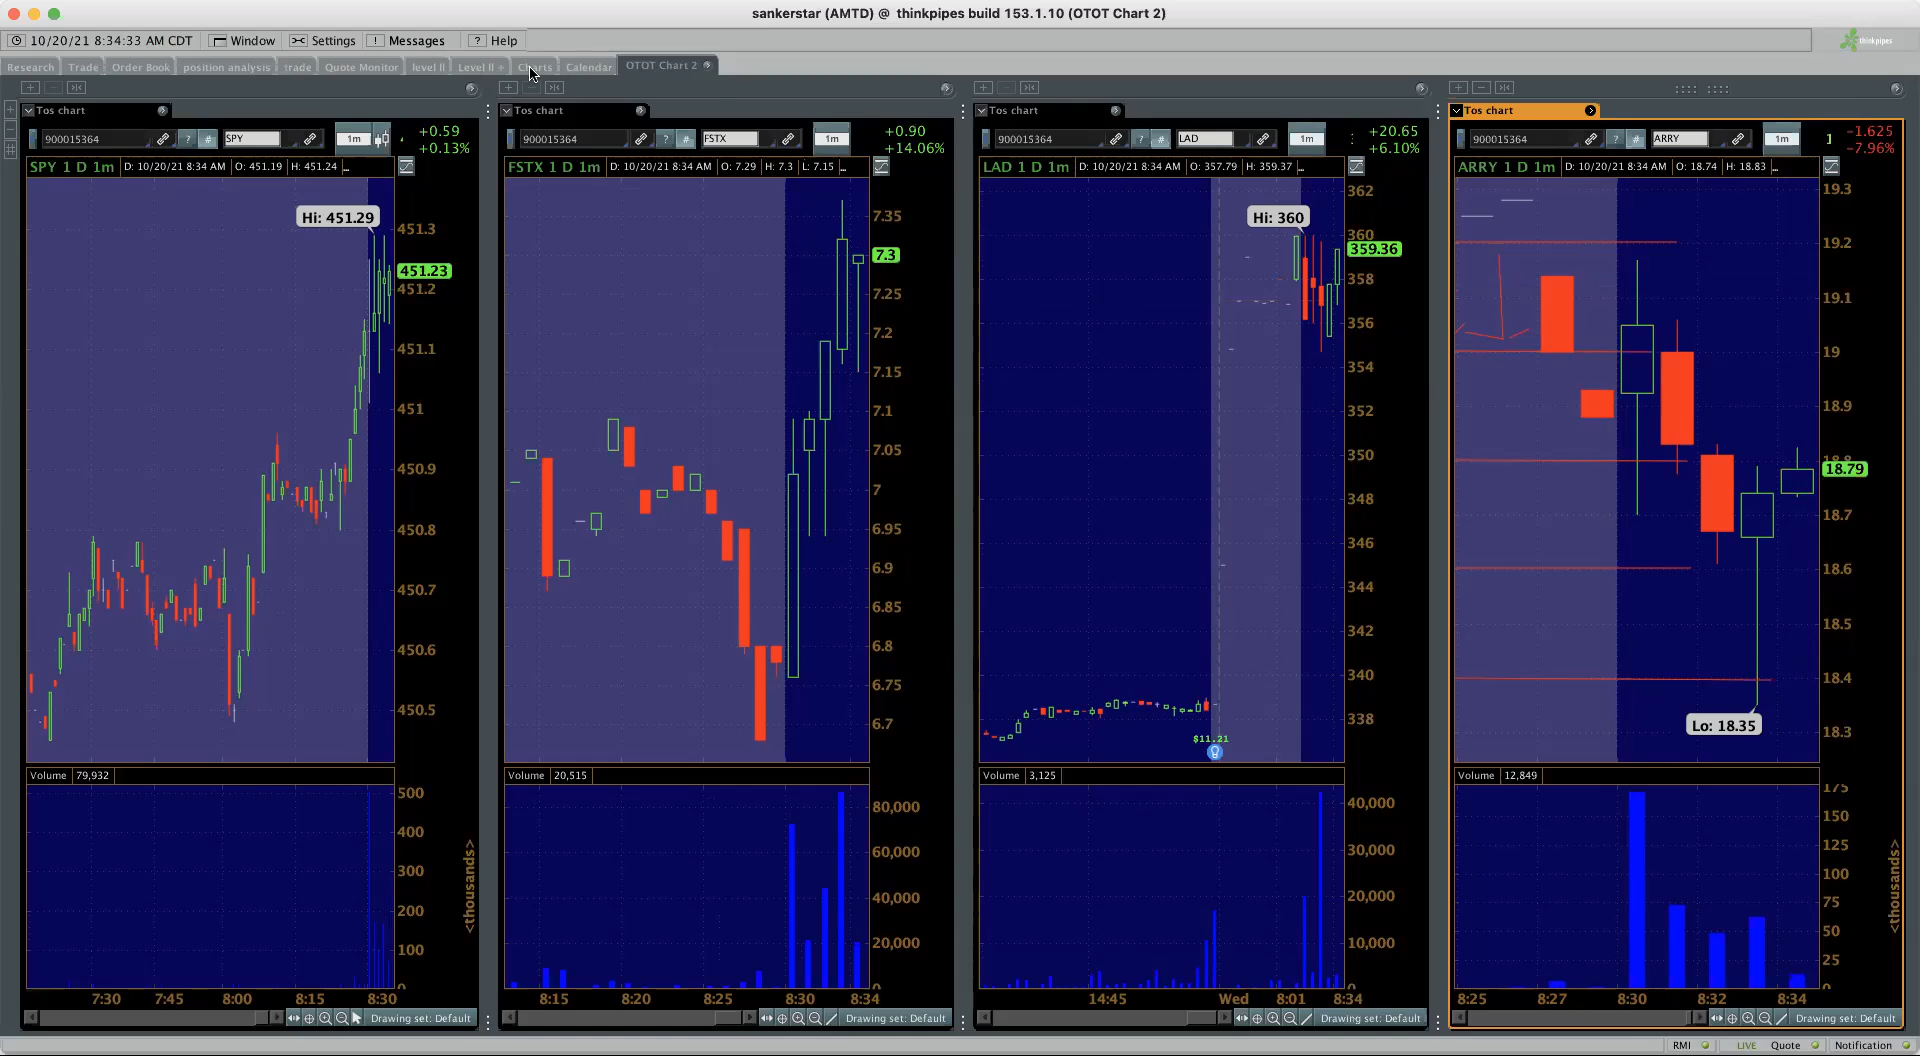 sankerstar (AMTD) @ thinkpipes build 153.1.10 (OTOT Chart 2)
10/20/21 8:34:33 AM CDT Window Settings ! Messages ? Help thinkpipes
Research Trade Order Book position analysis trade Quote Monitor level II Level II + Charts Calendar OTOT Chart 2
Tos chart Tos chart Tos chart Tos chart
900015364 ? # SPY 1m +0.59 +0.13%
900015364 ? # FSTX 1m +0.90 +14.06%
900015364 ? # LAD 1m +20.65 +6.10%
900015364 ? # ARRY 1m -1.625 -7.96%
SPY 1 D 1m D: 10/20/21 8:34 AM O: 451.19 H: 451.24 ...
Hi: 451.29
451.3
451.23
451.2
451.1
451
450.9
450.8
450.7
450.6
450.5
Volume 79,932
500
400
300
200
100
0
<thousands>
7:30 7:45 8:00 8:15 8:30
Drawing set: Default
FSTX 1 D 1m D: 10/20/21 8:34 AM O: 7.29 H: 7.3 L: 7.15 ...
7.35
7.3
7.25
7.2
7.15
7.1
7.05
7
6.95
6.9
6.85
6.8
6.75
6.7
Volume 20,515
80,000
60,000
40,000
20,000
0
8:15 8:20 8:25 8:30 8:34
Drawing set: Default
LAD 1 D 1m D: 10/20/21 8:34 AM O: 357.79 H: 359.37 ...
362
Hi: 360
360
359.36
358
356
354
352
350
348
346
344
342
340
338
$11.21
Volume 3,125
40,000
30,000
20,000
10,000
0
14:45 Wed 8:01 8:34
Drawing set: Default
ARRY 1 D 1m D: 10/20/21 8:34 AM O: 18.74 H: 18.83 ...
19.3
19.2
19.1
19
18.9
18.8
18.79
18.7
18.6
18.5
18.4
Lo: 18.35
18.3
Volume 12,849
175
150
125
100
75
50
25
0
<thousands>
8:25 8:27 8:30 8:32 8:34
Drawing set: Default
RMI LIVE Quote Notification